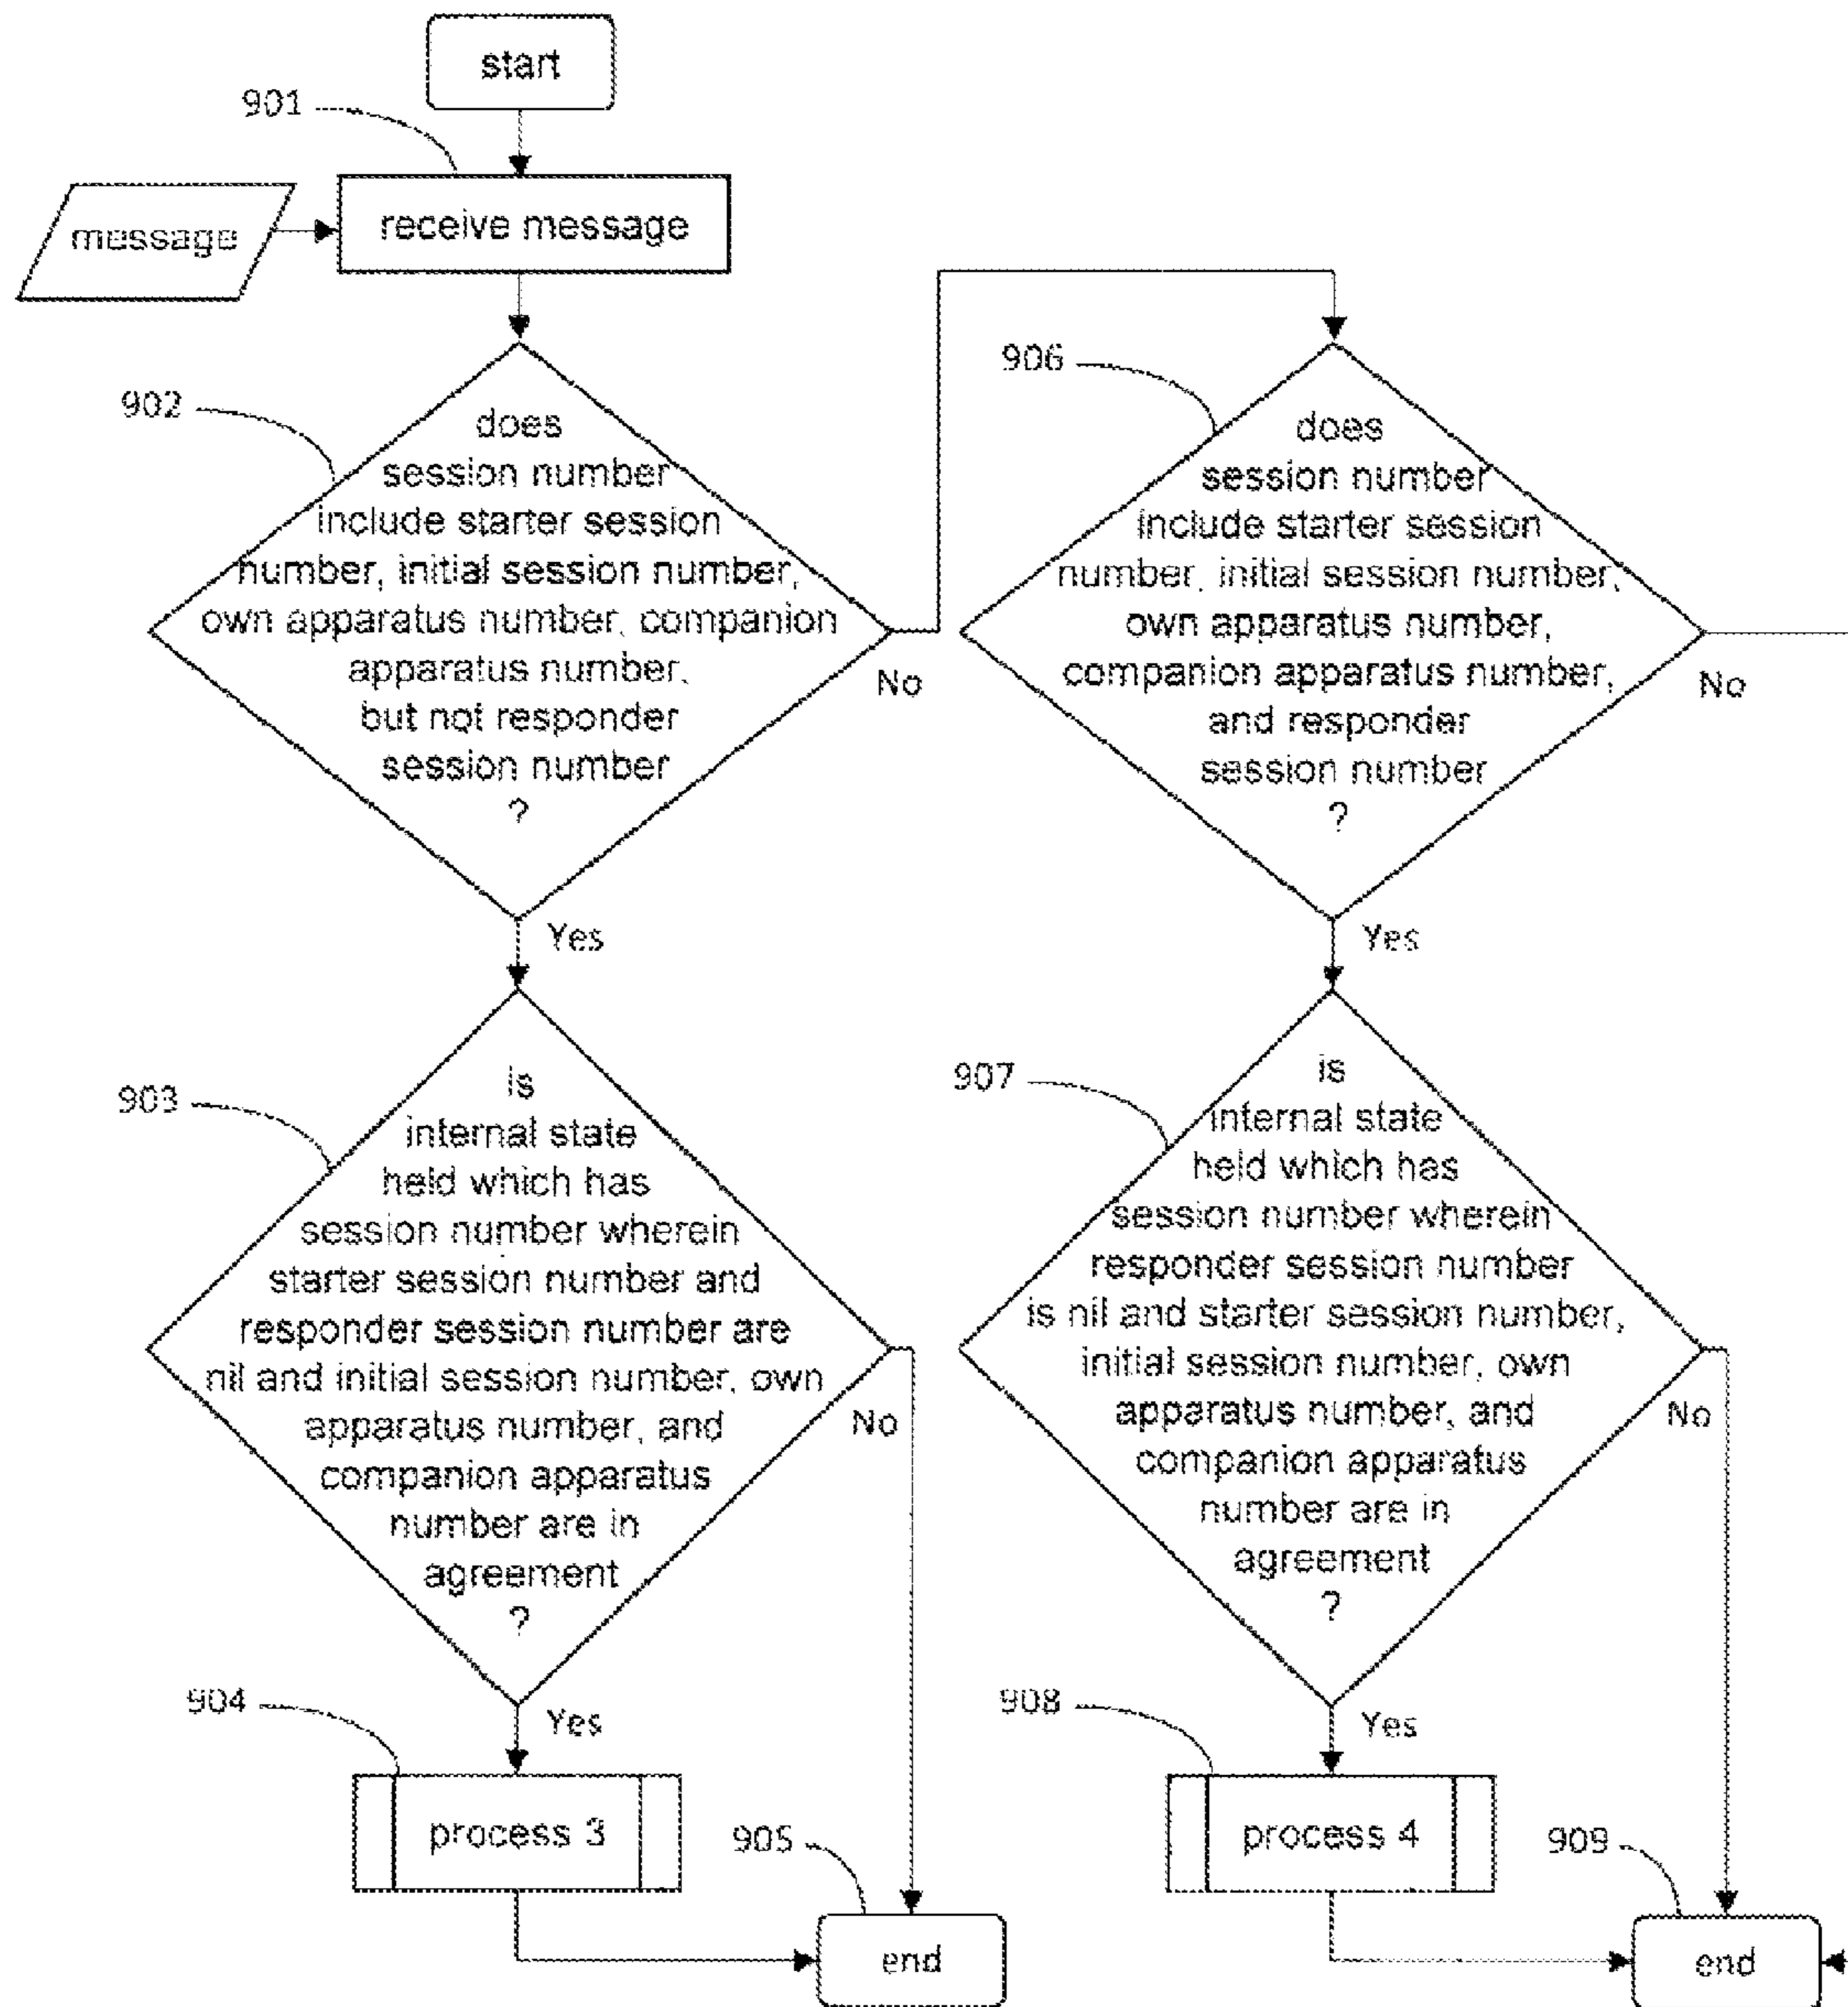 start
901
message
receive message
902
does
session number
include starter session
number, initial session number,
own apparatus number, companion
apparatus number,
but not responder
session number
?
No
Yes
906
does
session number
include starter session
number, initial session number,
own apparatus number,
companion apparatus number,
and responder
session number
?
No
Yes
903
is
internal state
held which has
session number wherein
starter session number and
responder session number are
nil and initial session number, own
apparatus number, and
companion apparatus
number are in
agreement
?
No
Yes
907
is
internal state
held which has
session number wherein
responder session number
is nil and starter session number,
initial session number, own
apparatus number, and
companion apparatus
number are in
agreement
?
No
Yes
904
process 3
905
end
908
process 4
909
end